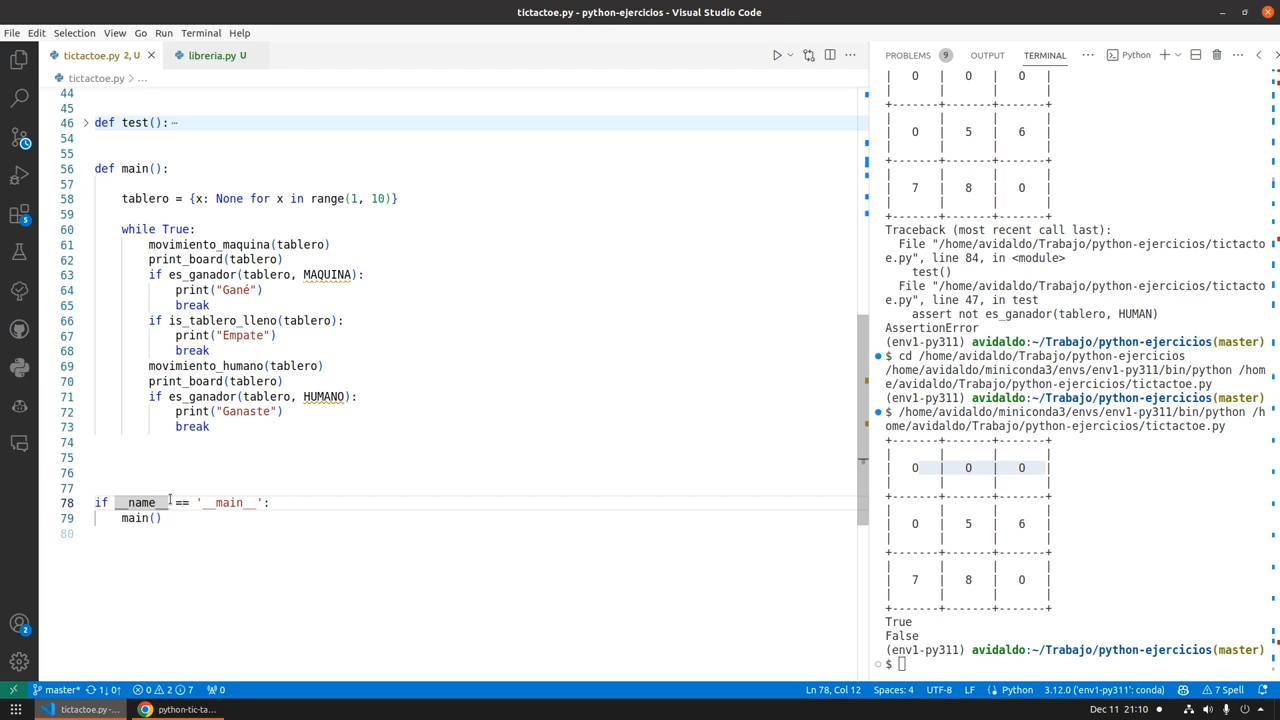 tictactoe.py - python-ejercicios - Visual Studio Code
File Edit Selection View Go Run Terminal Help
tictactoe.py 2, U
libreria.py U
tictactoe.py > ...
44
45
46 def test(): ⋯
54
55
56 def main():
57
58 tablero = {x: None for x in range(1, 10)}
59
60 while True:
61 movimiento_maquina(tablero)
62 print_board(tablero)
63 if es_ganador(tablero, MAQUINA):
64 print("Gané")
65 break
66 if is_tablero_lleno(tablero):
67 print("Empate")
68 break
69 movimiento_humano(tablero)
70 print_board(tablero)
71 if es_ganador(tablero, HUMANO):
72 print("Ganaste")
73 break
74
75
76
77
78 if __name__ == '__main__':
79 main()
80
PROBLEMS 9 OUTPUT TERMINAL ⋯ Python
| 0 | 0 | 0 |
| | | |
+-------+-------+-------+
| | | |
| 0 | 5 | 6 |
| | | |
+-------+-------+-------+
| | | |
| 7 | 8 | 0 |
| | | |
+-------+-------+-------+
Traceback (most recent call last):
File "/home/avidaldo/Trabajo/python-ejercicios/tictacto
e.py", line 84, in <module>
test()
File "/home/avidaldo/Trabajo/python-ejercicios/tictacto
e.py", line 47, in test
assert not es_ganador(tablero, HUMAN)
AssertionError
(env1-py311) avidaldo:~/Trabajo/python-ejercicios(master)
$ cd /home/avidaldo/Trabajo/python-ejercicios
/home/avidaldo/miniconda3/envs/env1-py311/bin/python /hom
e/avidaldo/Trabajo/python-ejercicios/tictactoe.py
(env1-py311) avidaldo:~/Trabajo/python-ejercicios(master)
$ /home/avidaldo/miniconda3/envs/env1-py311/bin/python /h
ome/avidaldo/Trabajo/python-ejercicios/tictactoe.py
+-------+-------+-------+
| | | |
| 0 | 0 | 0 |
| | | |
+-------+-------+-------+
| | | |
| 0 | 5 | 6 |
| | | |
+-------+-------+-------+
| | | |
| 7 | 8 | 0 |
| | | |
+-------+-------+-------+
True
False
(env1-py311) avidaldo:~/Trabajo/python-ejercicios(master)
$
5
2
master* 1↓ 0↑ 0 2 7 0 Ln 78, Col 12 Spaces: 4 UTF-8 LF Python 3.12.0 ('env1-py311': conda) 7 Spell
tictactoe.py -... python-tic-ta... Dec 11 21:10